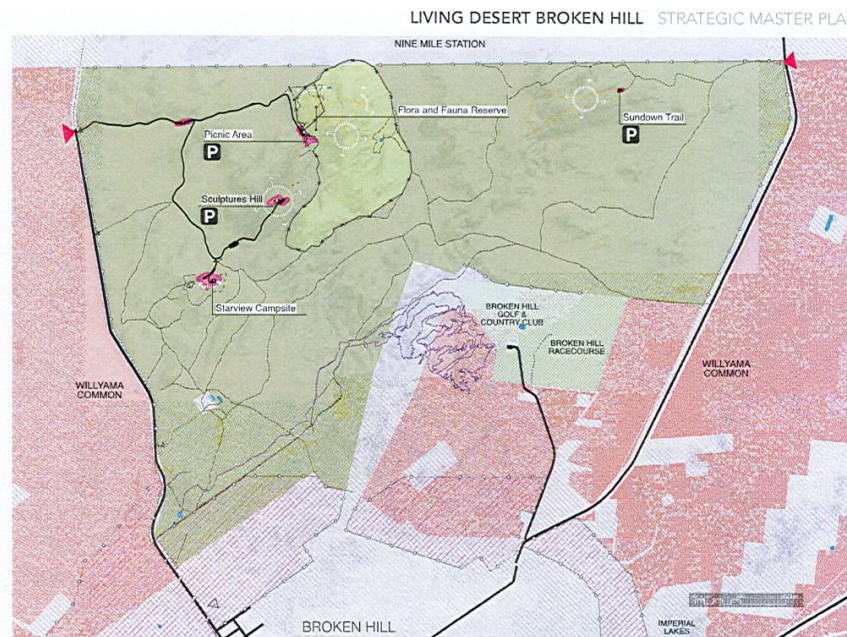 LIVING DESERT BROKEN HILL STRATEGIC MASTER PLA
NINE MILE STATION
Flora and Fauna Reserve
Picnic Area
P
Sundown Trail
P
Sculptures Hill
P
Starview Campsite
BROKEN HILL
GOLF &
COUNTRY CLUB
BROKEN HILL
RACECOURSE
WILLYAMA
COMMON
WILLYAMA
COMMON
BROKEN HILL
IMPERIAL
LAKES